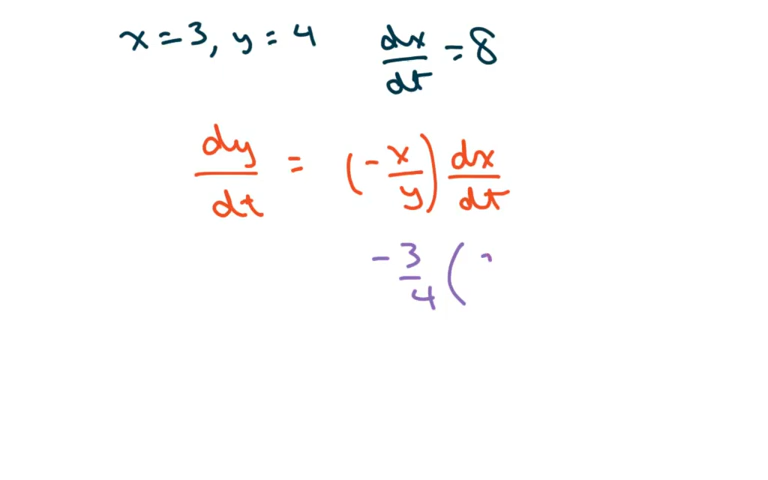 x = 3, y = 4 dx/dt = 8
dy/dt = (-x/y) dx/dt
-3/4 (